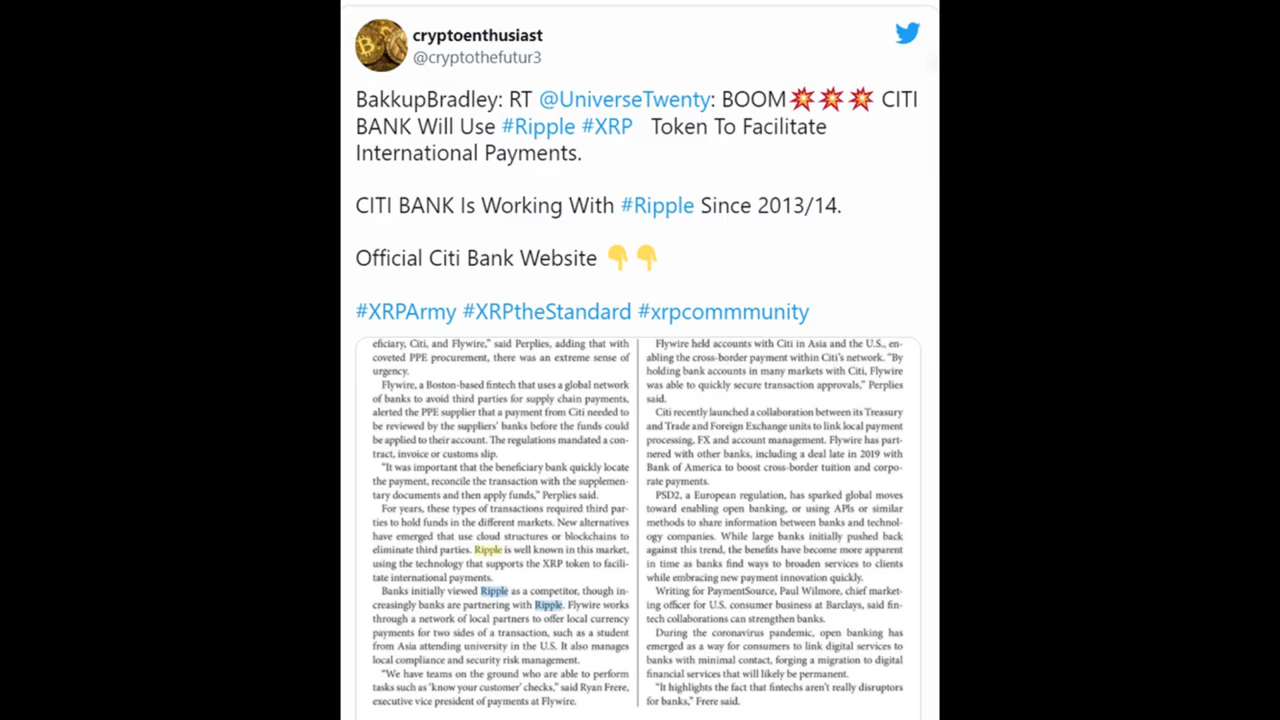 cryptoenthusiast
@cryptothefutur3
BakkupBradley: RT @UniverseTwenty: BOOM💥💥💥 CITI
BANK Will Use #Ripple #XRP Token To Facilitate
International Payments.
CITI BANK Is Working With #Ripple Since 2013/14.
Official Citi Bank Website 👇👇
#XRPArmy #XRPtheStandard #xrpcommmunity
eficiary, Citi, and Flywire,” said Perplies, adding that with
coveted PPE procurement, there was an extreme sense of
urgency.
Flywire, a Boston-based fintech that uses a global network
of banks to avoid third parties for supply chain payments,
alerted the PPE supplier that a payment from Citi needed to
be reviewed by the suppliers’ banks before the funds could
be applied to their account. The regulations mandated a con-
tract, invoice or customs slip.
“It was important that the beneficiary bank quickly locate
the payment, reconcile the transaction with the supplemen-
tary documents and then apply funds,” Perplies said.
For years, these types of transactions required third par-
ties to hold funds in the different markets. New alternatives
have emerged that use cloud structures or blockchains to
eliminate third parties. Ripple is well known in this market,
using the technology that supports the XRP token to facili-
tate international payments.
Banks initially viewed Ripple as a competitor, though in-
creasingly banks are partnering with Ripple. Flywire works
through a network of local partners to offer local currency
payments for two sides of a transaction, such as a student
from Asia attending university in the U.S. It also manages
local compliance and security risk management.
“We have teams on the ground who are able to perform
tasks such as ‘know your customer’ checks,” said Ryan Frere,
executive vice president of payments at Flywire.
Flywire held accounts with Citi in Asia and the U.S., en-
abling the cross-border payment within Citi’s network. “By
holding bank accounts in many markets with Citi, Flywire
was able to quickly secure transaction approvals,” Perplies
said.
Citi recently launched a collaboration between its Treasury
and Trade and Foreign Exchange units to link local payment
processing, FX and account management. Flywire has part-
nered with other banks, including a deal late in 2019 with
Bank of America to boost cross-border tuition and corpo-
rate payments.
PSD2, a European regulation, has sparked global moves
toward enabling open banking, or using APIs or similar
methods to share information between banks and technol-
ogy companies. While large banks initially pushed back
against this trend, the benefits have become more apparent
in time as banks find ways to broaden services to clients
while embracing new payment innovation quickly.
Writing for PaymentSource, Paul Wilmore, chief market-
ing officer for U.S. consumer business at Barclays, said fin-
tech collaborations can strengthen banks.
During the coronavirus pandemic, open banking has
emerged as a way for consumers to link digital services to
banks with minimal contact, forging a migration to digital
financial services that will likely be permanent.
“It highlights the fact that fintechs aren’t really disruptors
for banks,” Frere said.